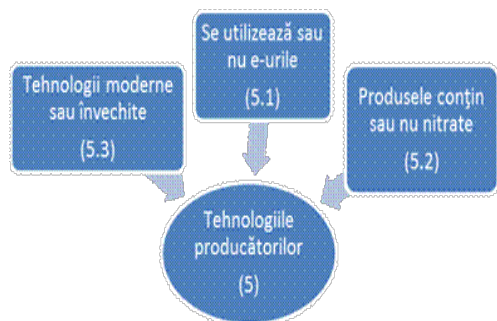 Se utilizează sau
nu e-urile
(5.1)
Tehnologii moderne
sau învechite
(5.3)
Produsele conțin
sau nu nitrate
(5.2)
Tehnologiile
producătorilor
(5)